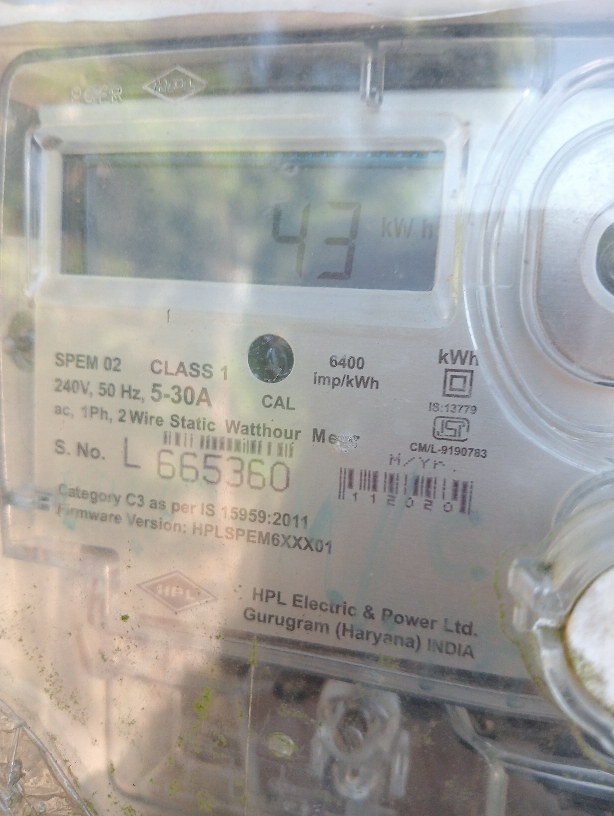 HPL
43 kWh
SPEM 02 CLASS 1
240V, 50 Hz, 5-30A
CAL
6400
imp/kWh
kWh
IS:13779
ISI
CM/L-9190783
ac, 1Ph, 2 Wire Static Watthour
S. No. L 665360
M/Yr.
112020
Category C3 as per IS 15959:2011
Firmware Version: HPLSPEM6XXX01
HPL
HPL Electric & Power Ltd.
Gurugram (Haryana) INDIA